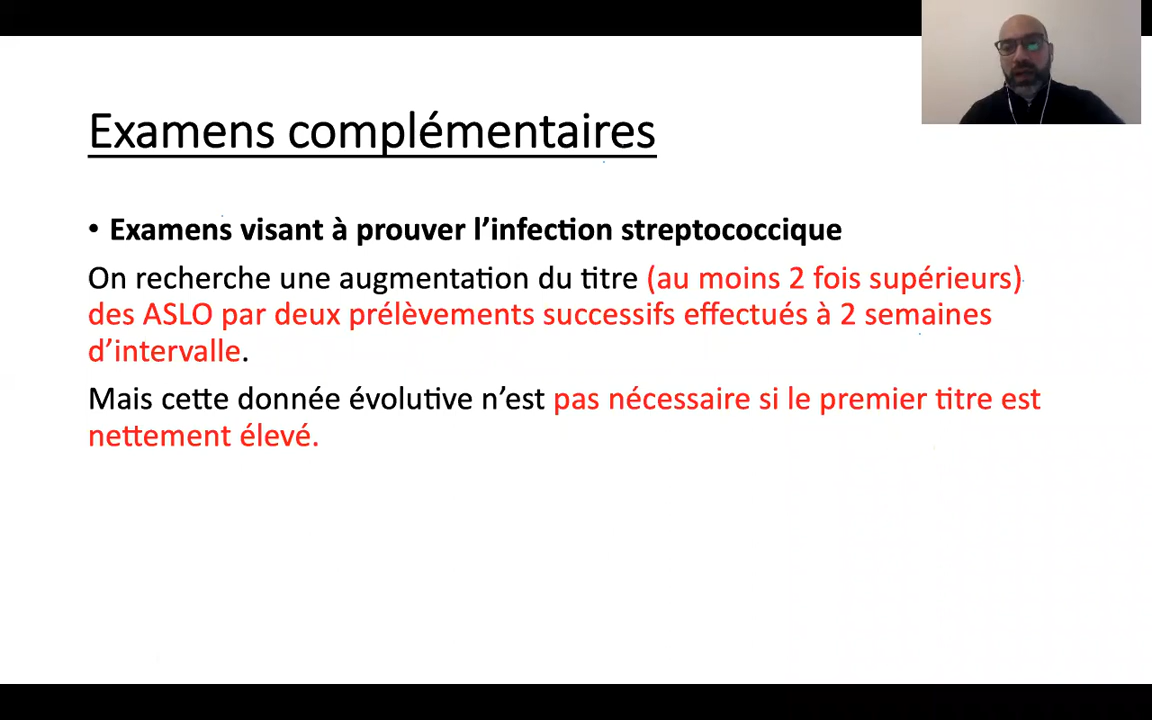 Examens complémentaires
• Examens visant à prouver l’infection streptococcique
On recherche une augmentation du titre (au moins 2 fois supérieurs)
des ASLO par deux prélèvements successifs effectués à 2 semaines
d’intervalle.
Mais cette donnée évolutive n’est pas nécessaire si le premier titre est
nettement élevé.